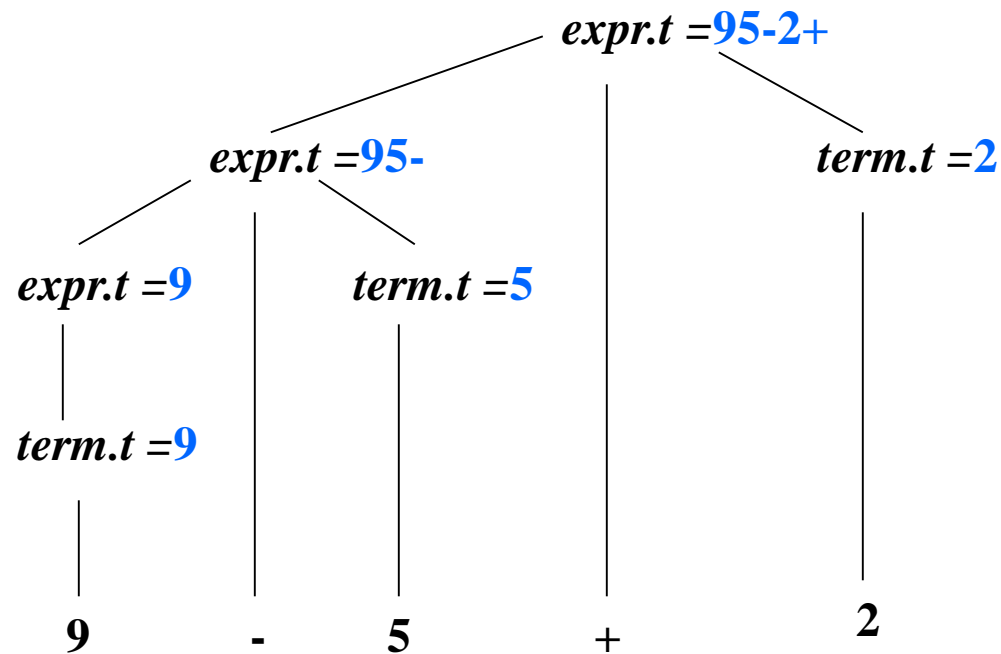 expr.t =95-2+
expr.t =95- term.t =2
expr.t =9 term.t =5
term.t =9
9 - 5 + 2